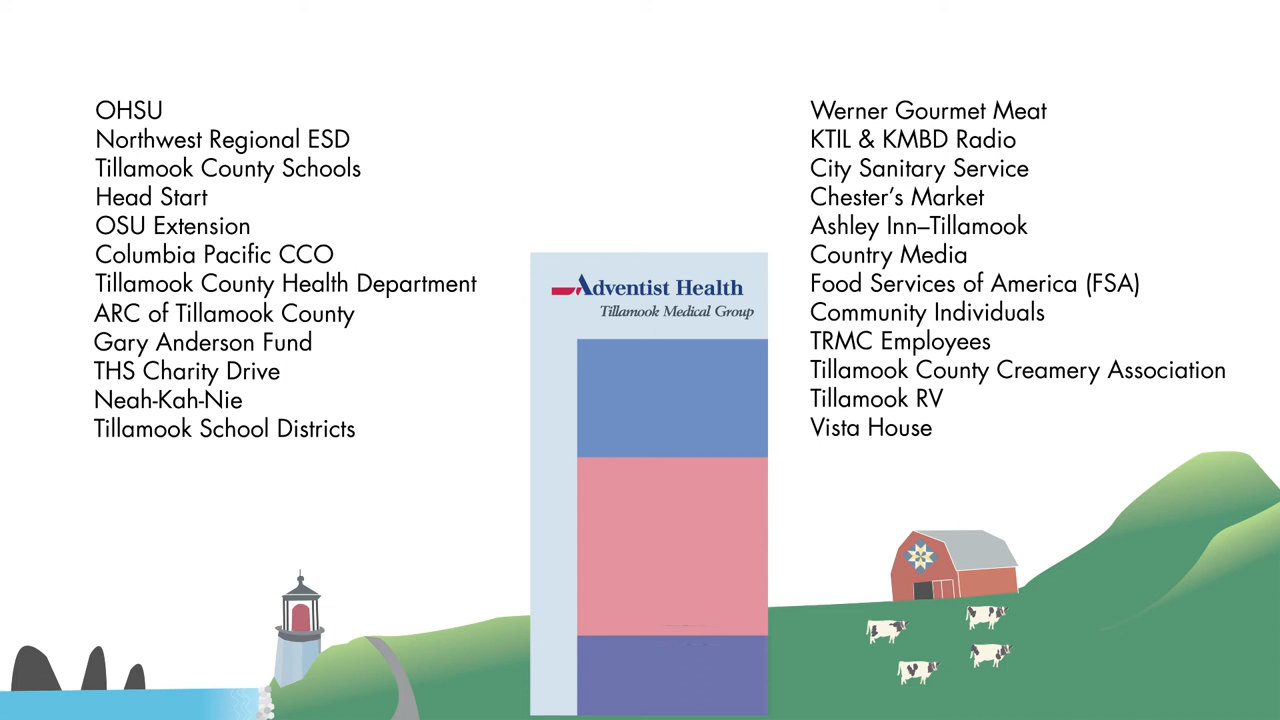 OHSU
Northwest Regional ESD
Tillamook County Schools
Head Start
OSU Extension
Columbia Pacific CCO
Tillamook County Health Department
ARC of Tillamook County
Gary Anderson Fund
THS Charity Drive
Neah-Kah-Nie
Tillamook School Districts
Adventist Health
Tillamook Medical Group
Werner Gourmet Meat
KTIL & KMBD Radio
City Sanitary Service
Chester’s Market
Ashley Inn–Tillamook
Country Media
Food Services of America (FSA)
Community Individuals
TRMC Employees
Tillamook County Creamery Association
Tillamook RV
Vista House